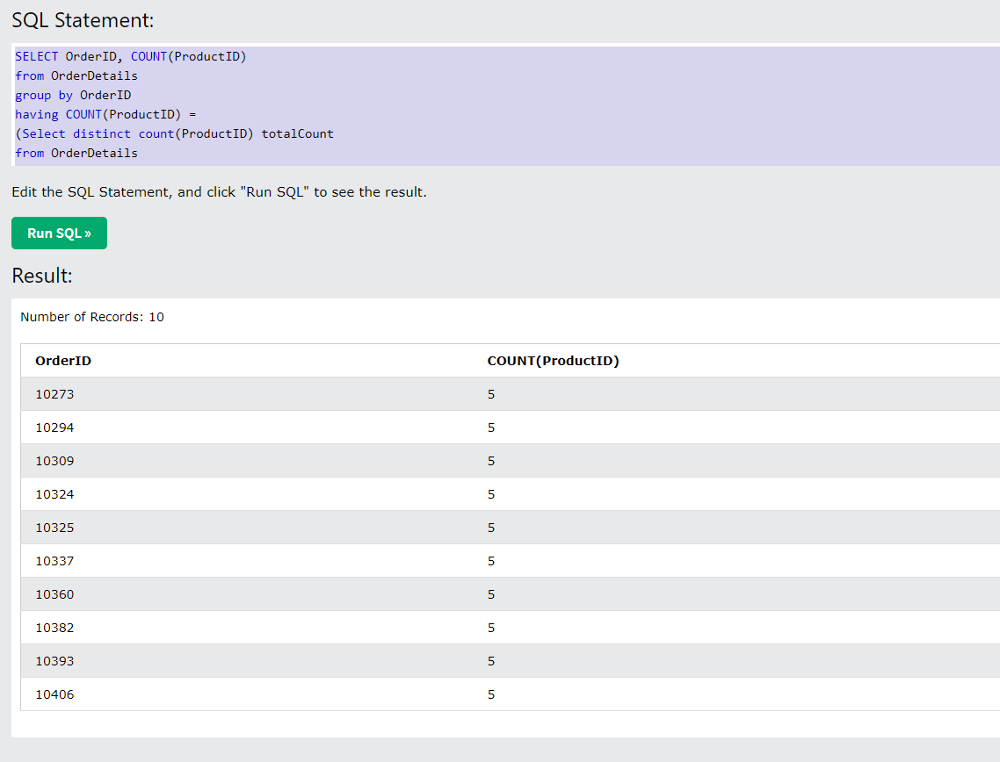 SQL Statement:
SELECT OrderID, COUNT(ProductID)
from OrderDetails
group by OrderID
having COUNT(ProductID) =
(Select distinct count(ProductID) totalCount
from OrderDetails
Edit the SQL Statement, and click "Run SQL" to see the result.
Run SQL »
Result:
Number of Records: 10
OrderID COUNT(ProductID)
10273 5
10294 5
10309 5
10324 5
10325 5
10337 5
10360 5
10382 5
10393 5
10406 5